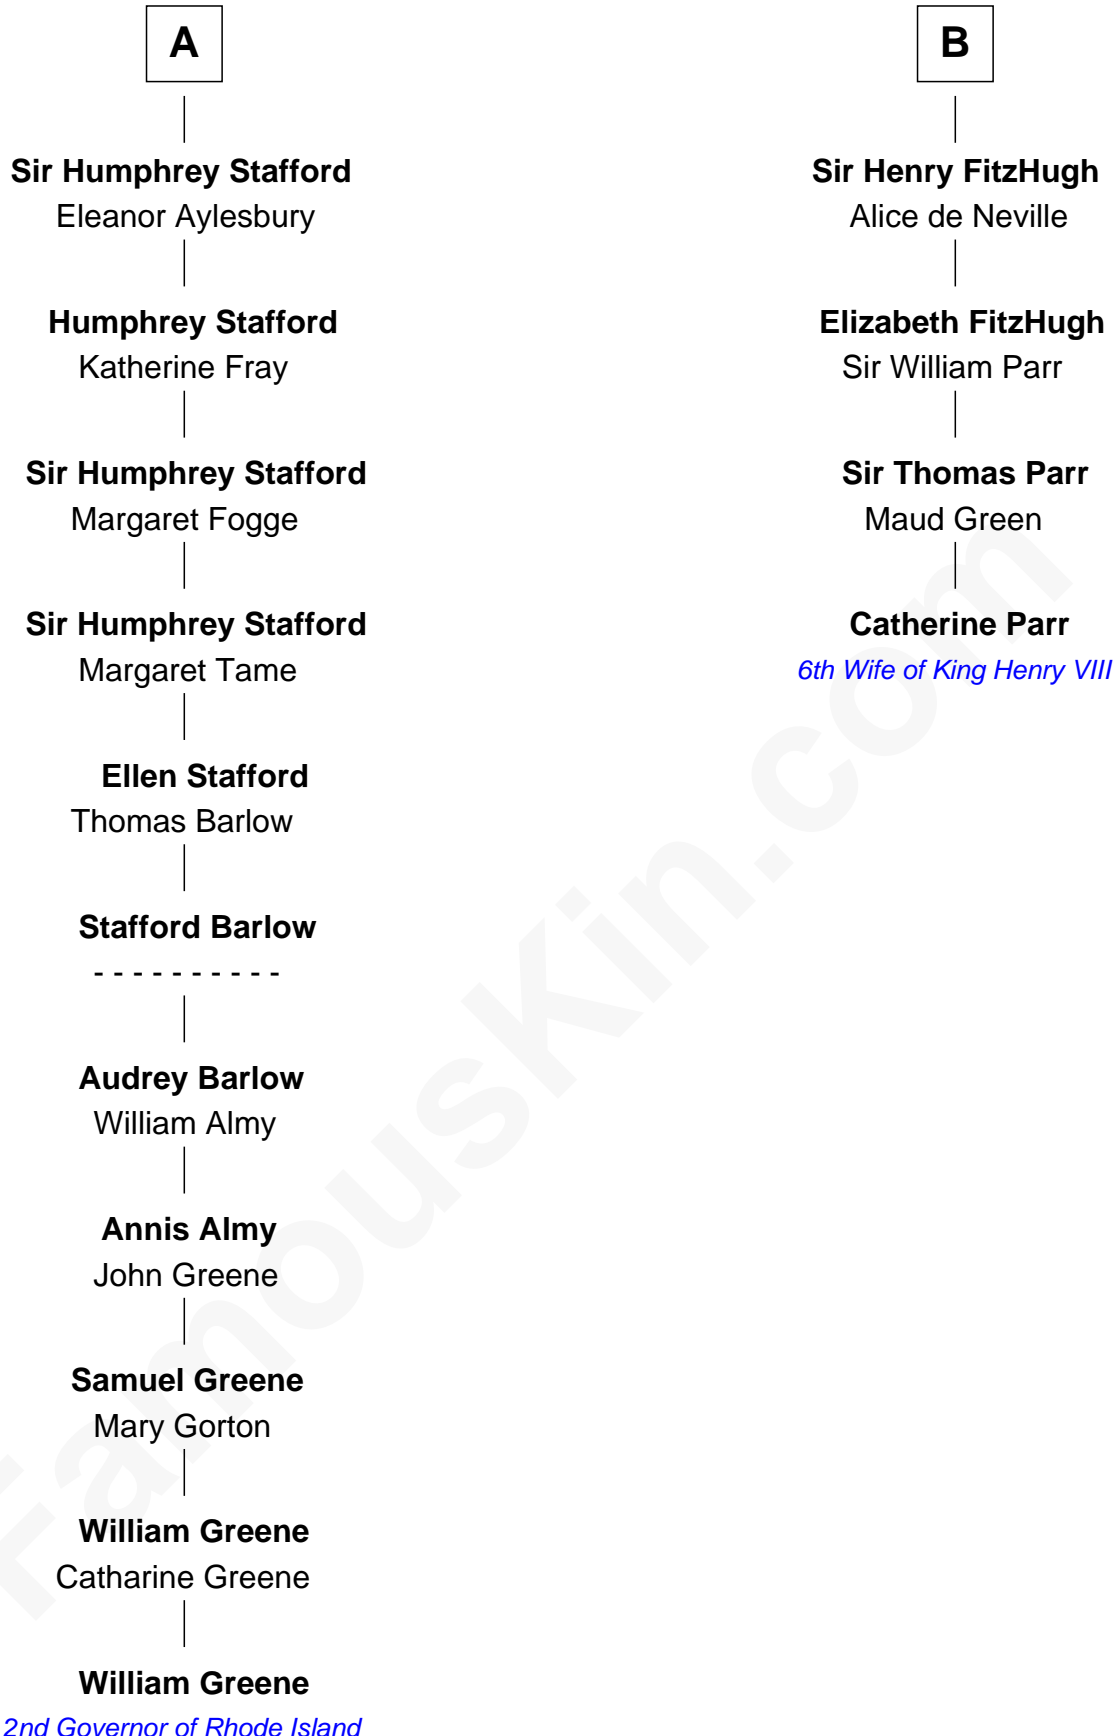 A
Sir Humphrey Stafford
Eleanor Aylesbury
Humphrey Stafford
Katherine Fray
Sir Humphrey Stafford
Margaret Fogge
Sir Humphrey Stafford
Margaret Tame
Ellen Stafford
Thomas Barlow
Stafford Barlow
- - - - - - - - - -
Audrey Barlow
William Almy
Annis Almy
John Greene
Samuel Greene
Mary Gorton
William Greene
Catharine Greene
William Greene
2nd Governor of Rhode Island
B
Sir Henry FitzHugh
Alice de Neville
Elizabeth FitzHugh
Sir William Parr
Sir Thomas Parr
Maud Green
Catherine Parr
6th Wife of King Henry VIII
FamousKin.com